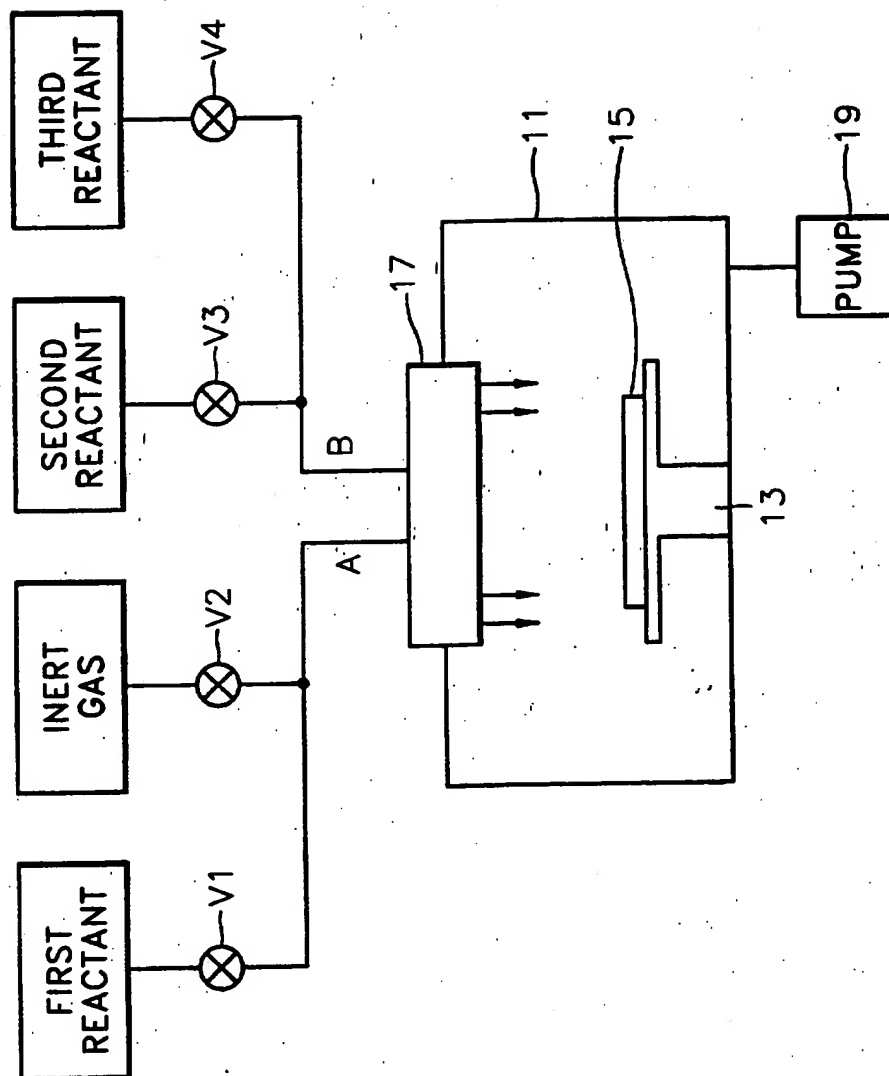 FIRST
REACTANT
INERT
GAS
SECOND
REACTANT
THIRD
REACTANT
V1
V2
V3
V4
A
B
17
11
15
13
PUMP
19